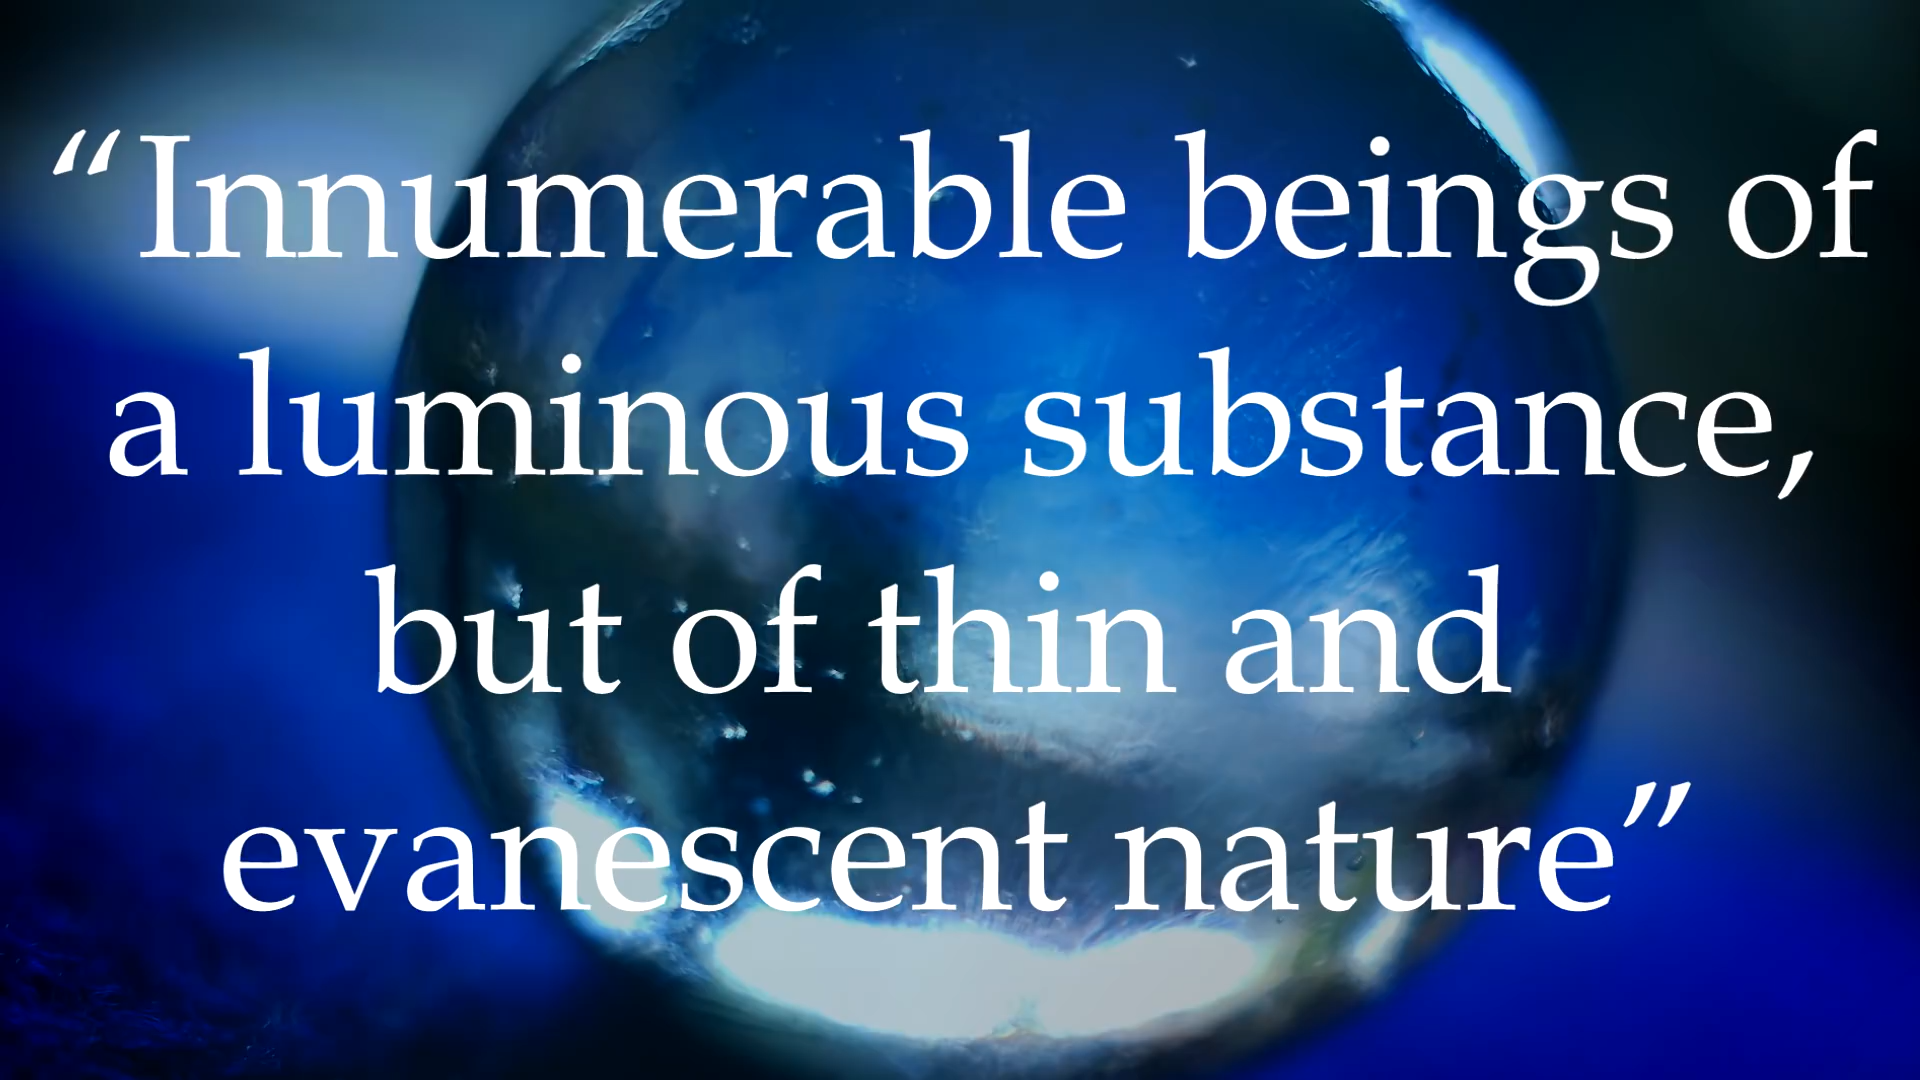 “Innumerable beings of
a luminous substance,
but of thin and
evanescent nature”